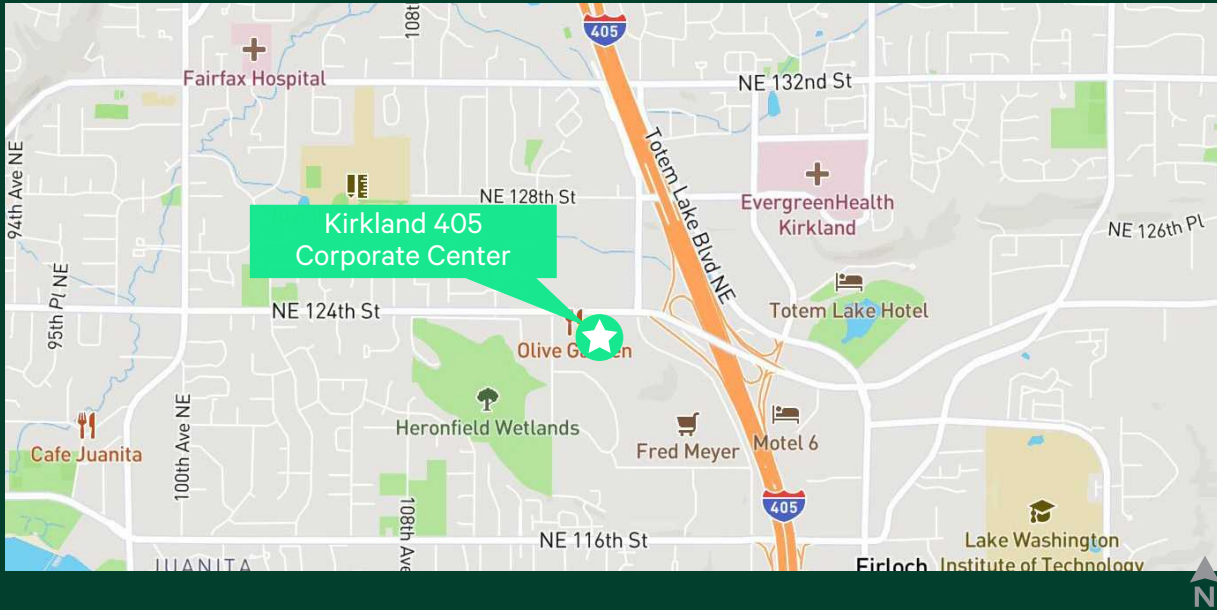 405
108t
Fairfax Hospital
NE 132nd St
Totem Lake Blvd NE
94th Ave NE
NE 128th St
EvergreenHealth
Kirkland
Kirkland 405
Corporate Center
NE 126th Pl
95th Pl NE
NE 124th St
Totem Lake Hotel
Olive G en
100th Ave NE
Heronfield Wetlands
Fred Meyer
Motel 6
Cafe Juanita
405
108th Ave
NE 116th St
Lake Washington
Institute of Technology
JUANITA
Firloch
N